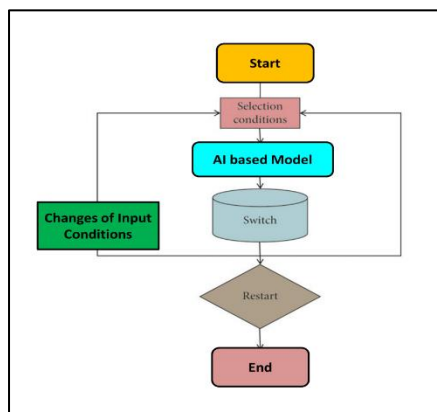 Start
Selection
conditions
AI based Model
Changes of Input
Conditions
Switch
Restart
End